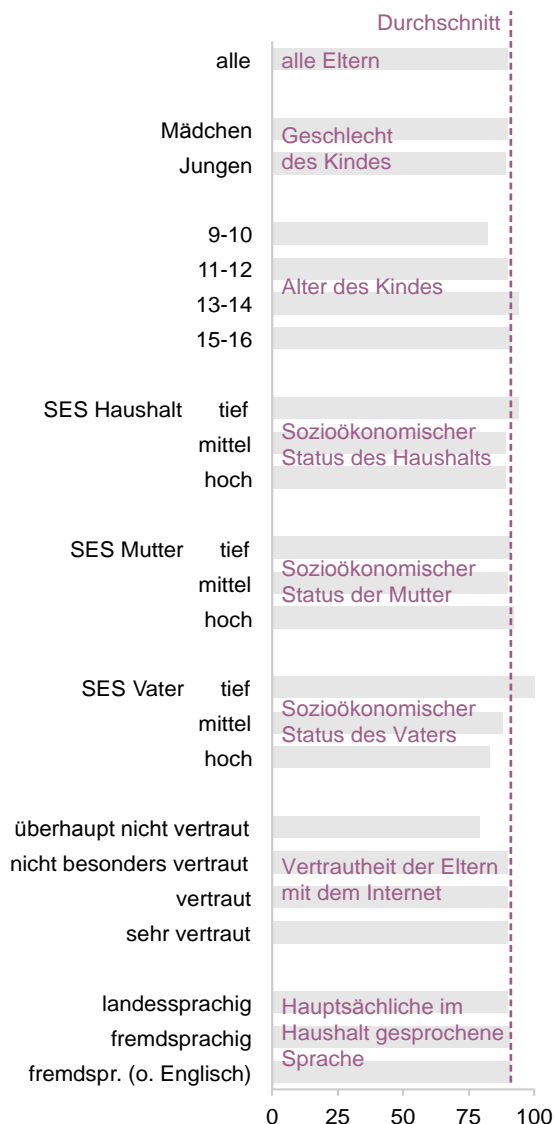 Durchschnitt
alle alle Eltern
Mädchen
Geschlecht
des Kindes
Jungen
9-10
11-12
Alter des Kindes
13-14
15-16
SES Haushalt tief
mittel
Sozioökonomischer
Status des Haushalts
hoch
SES Mutter tief
mittel
Sozioökonomischer
Status der Mutter
hoch
SES Vater tief
mittel
Sozioökonomischer
Status des Vaters
hoch
überhaupt nicht vertraut
nicht besonders vertraut
Vertrautheit der Eltern
mit dem Internet
vertraut
sehr vertraut
landessprachig
fremdsprachig
fremdspr. (o. Englisch)
Hauptsächliche im
Haushalt gesprochene
Sprache
0 25 50 75 100